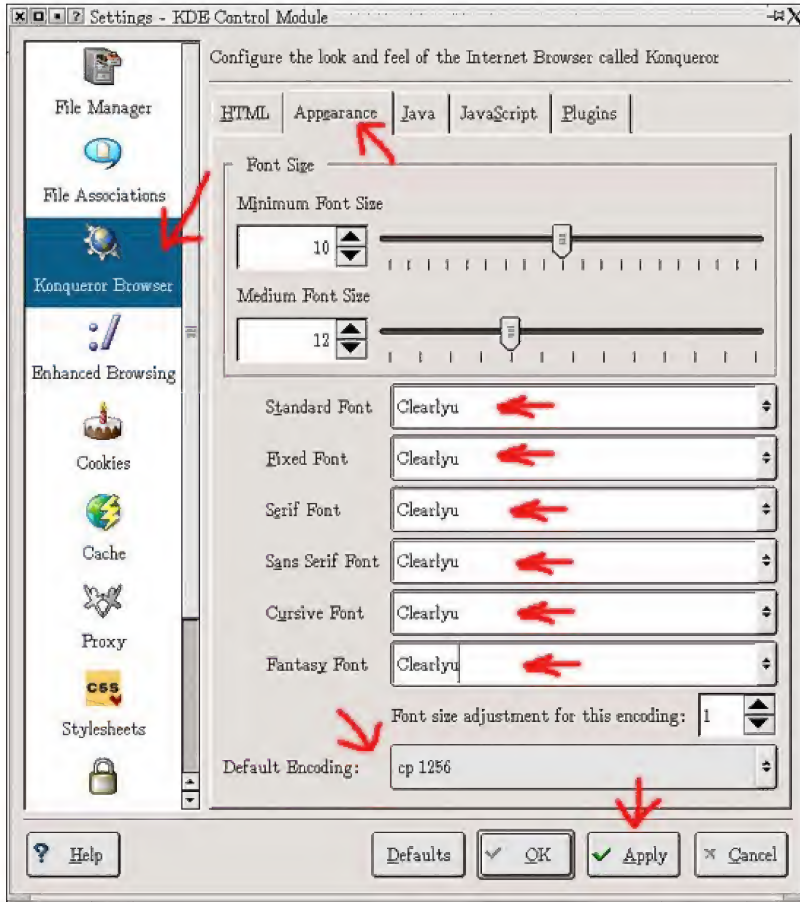 Settings - KDE Control Module
Configure the look and feel of the Internet Browser called Konqueror
File Manager
File Associations
Konqueror Browser
Enhanced Browsing
Cookies
Cache
Proxy
CSS
Stylesheets
HTML Appearance Java JavaScript Plugins
Font Size
Minimum Font Size
10
Medium Font Size
12
Standard Font Clearlyu
Fixed Font Clearlyu
Serif Font Clearlyu
Sans Serif Font Clearlyu
Cursive Font Clearlyu
Fantasy Font Clearlyu
Font size adjustment for this encoding: 1
Default Encoding: cp 1256
? Help Defaults OK Apply Cancel